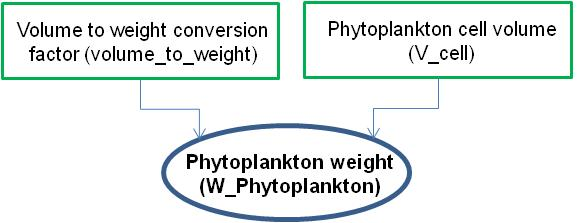 Volume to weight conversion
factor (volume_to_weight)
Phytoplankton cell volume
(V_cell)
Phytoplankton weight
(W_Phytoplankton)